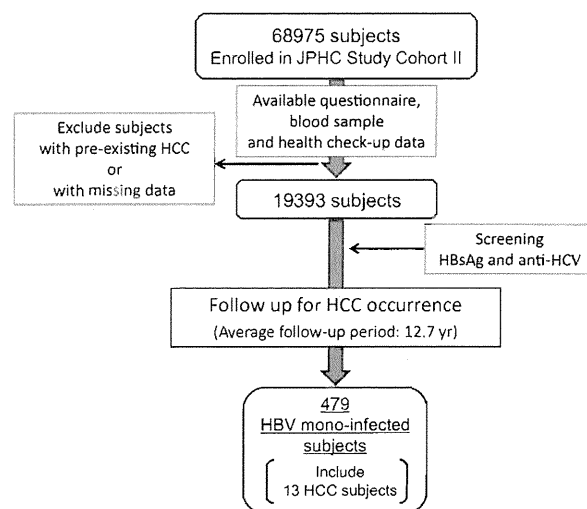 68975 subjects
Enrolled in JPHC Study Cohort II
Available questionnaire,
blood sample
and health check-up data
Exclude subjects
with pre-existing HCC
or
with missing data
19393 subjects
Screening
HBsAg and anti-HCV
Follow up for HCC occurrence
(Average follow-up period: 12.7 yr)
479
HBV mono-infected
subjects
Include
13 HCC subjects